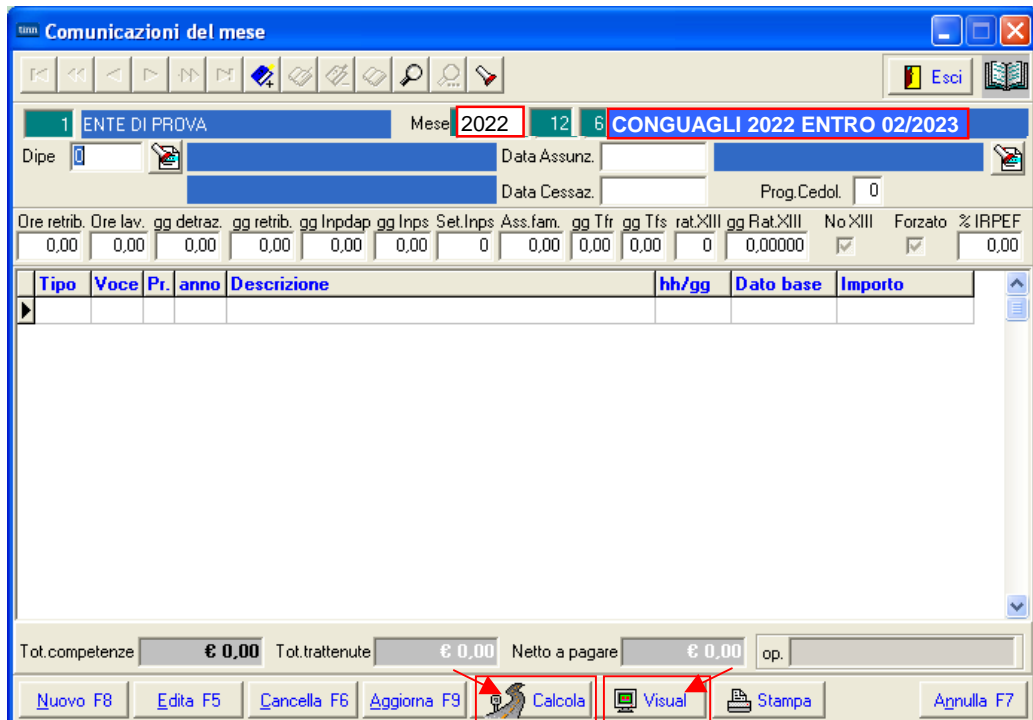 tinn Comunicazioni del mese
Esci
1 ENTE DI PROVA Mese 2022 12 6 CONGUAGLI 2022 ENTRO 02/2023
Dipe 0 Data Assunz.
Data Cessaz. Prog.Cedol. 0
Ore retrib. Ore lav. gg detraz. gg retrib. gg Inpdap gg Inps Set.Inps Ass.fam. gg Tfr gg Tfs rat.XIII gg Rat.XIII No XIII Forzato % IRPEF
0,00 0,00 0,00 0,00 0,00 0,00 0 0,00 0,00 0,00 0 0,00000 0,00
Tipo Voce Pr. anno Descrizione hh/gg Dato base Importo
Tot.competenze € 0,00 Tot.trattenute € 0,00 Netto a pagare € 0,00 op.
Nuovo F8 Edita F5 Cancella F6 Aggiorna F9 Calcola Visual Stampa Annulla F7